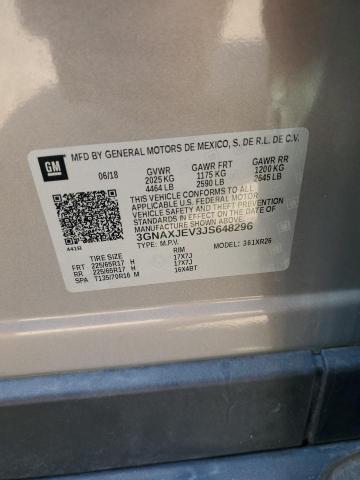 GM
MFD BY GENERAL MOTORS DE MEXICO, S. DE R.L. DE C.V.
06/18 GVWR GAWR FRT GAWR RR
2025 KG 1175 KG 1200 KG
4464 LB 2590 LB 2645 LB
THIS VEHICLE CONFORMS TO ALL
APPLICABLE U.S. FEDERAL MOTOR
VEHICLE SAFETY, BUMPER, AND
THEFT PREVENTION STANDARDS IN
EFFECT ON THE DATE OF
MANUFACTURE SHOWN ABOVE.
3GNAXJEV3JS648296
TYPE: M.P.V. MODEL: 361XR26
TIRE SIZE RIM
FRT 225/65R17 H 17X7J
RR 225/65R17 H 17X7J
SPA T135/70R16 M 16X4BT